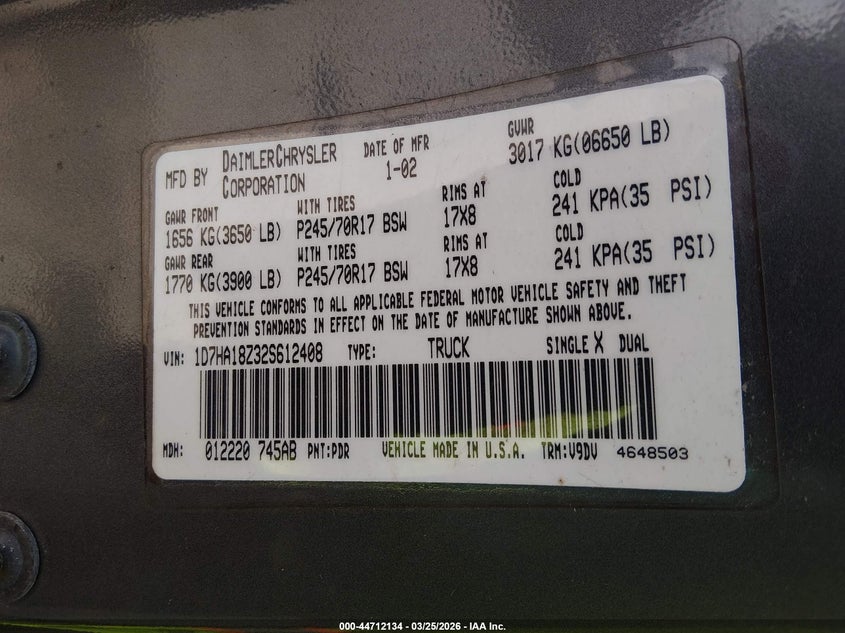 MFD BY DAIMLERCHRYSLER CORPORATION DATE OF MFR 1-02 GVWR 3017 KG(06650 LB)
GAWR FRONT WITH TIRES RIMS AT COLD
1656 KG(3650 LB) P245/70R17 BSW 17X8 241 KPA(35 PSI)
GAWR REAR WITH TIRES RIMS AT COLD
1770 KG(3900 LB) P245/70R17 BSW 17X8 241 KPA(35 PSI)
THIS VEHICLE CONFORMS TO ALL APPLICABLE FEDERAL MOTOR VEHICLE SAFETY AND THEFT
PREVENTION STANDARDS IN EFFECT ON THE DATE OF MANUFACTURE SHOWN ABOVE.
VIN: 1D7HA18Z32S612408 TYPE: TRUCK SINGLE X DUAL
MDH: 012220 745AB PNT:PDR VEHICLE MADE IN U.S.A. TRM:V9DV 4648503
000-44712134 - 03/25/2026 - IAA Inc.